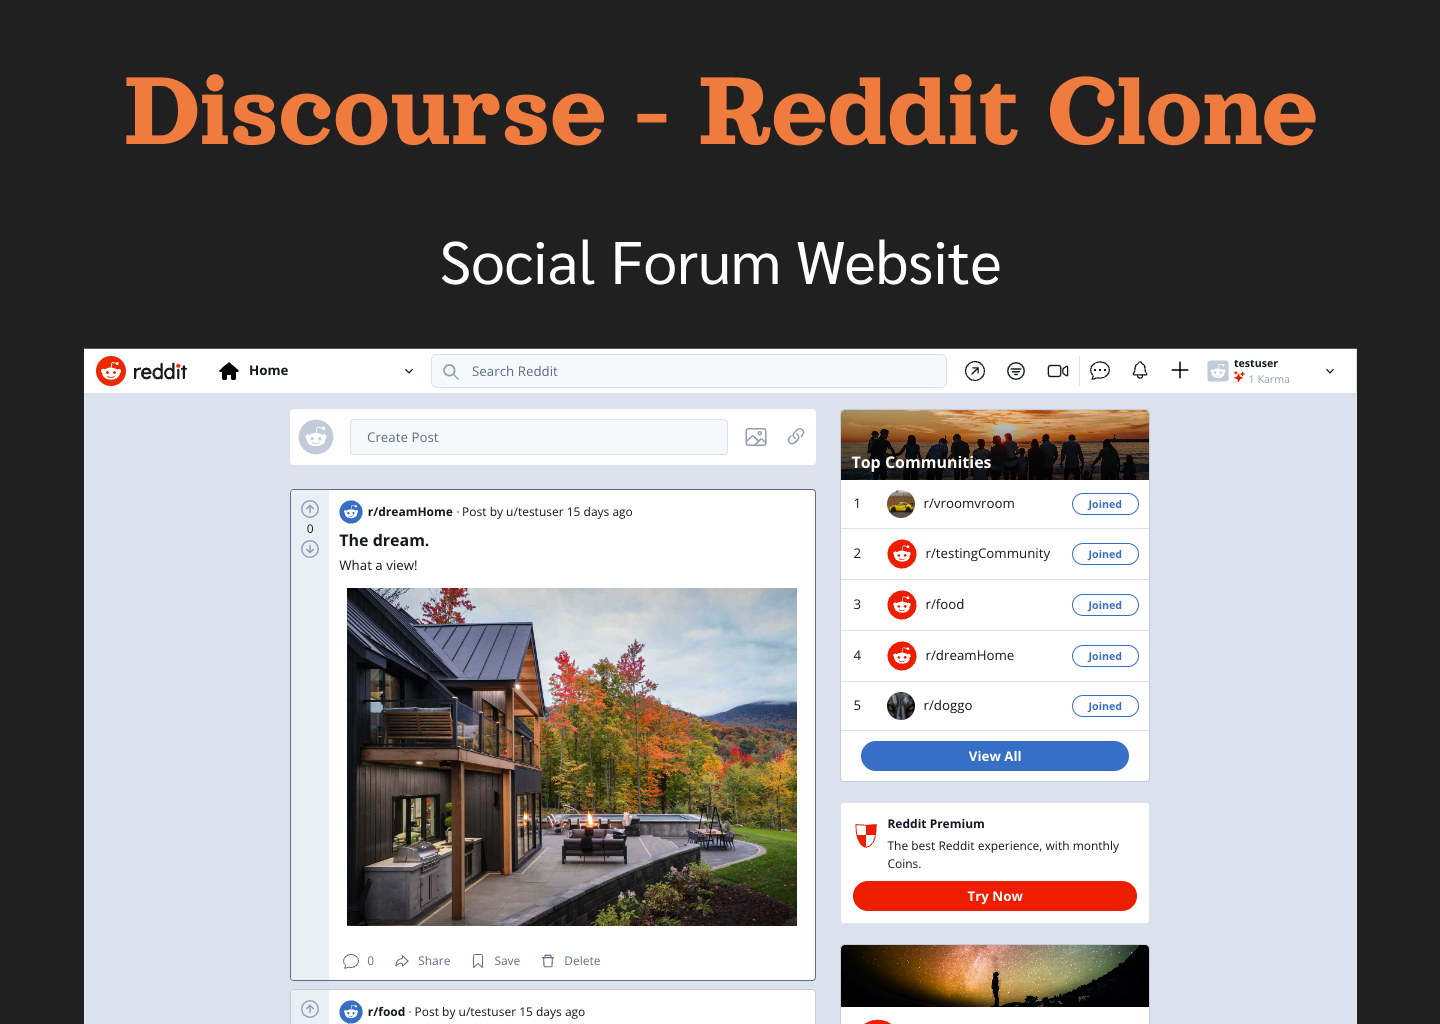 Discourse - Reddit Clone
Social Forum Website
reddit
Home
Search Reddit
testuser
1 Karma
Create Post
0
r/dreamHome · Post by u/testuser 15 days ago
The dream.
What a view!
0
Share
Save
Delete
r/food · Post by u/testuser 15 days ago
Top Communities
1 r/vroomvroom Joined
2 r/testingCommunity Joined
3 r/food Joined
4 r/dreamHome Joined
5 r/doggo Joined
View All
Reddit Premium
The best Reddit experience, with monthly
Coins.
Try Now